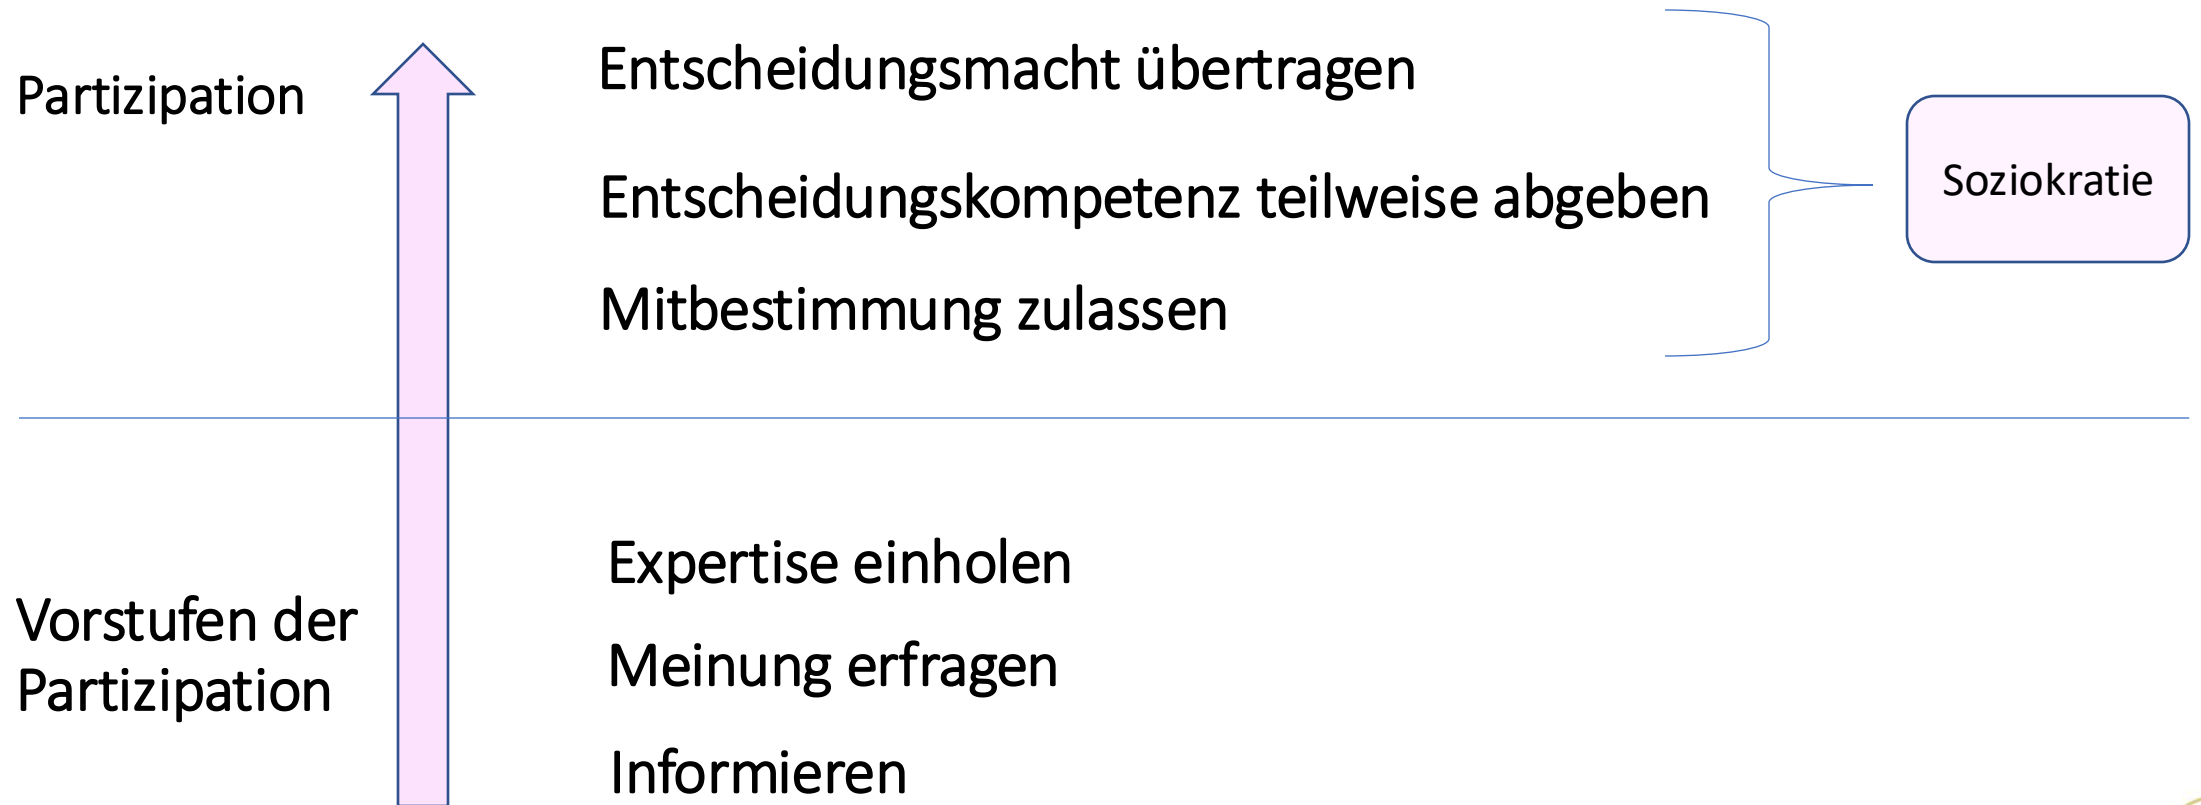 Partizipation
Entscheidungsmacht übertragen
Entscheidungskompetenz teilweise abgeben
Mitbestimmung zulassen
Soziokratie
Vorstufen der
Partizipation
Expertise einholen
Meinung erfragen
Informieren